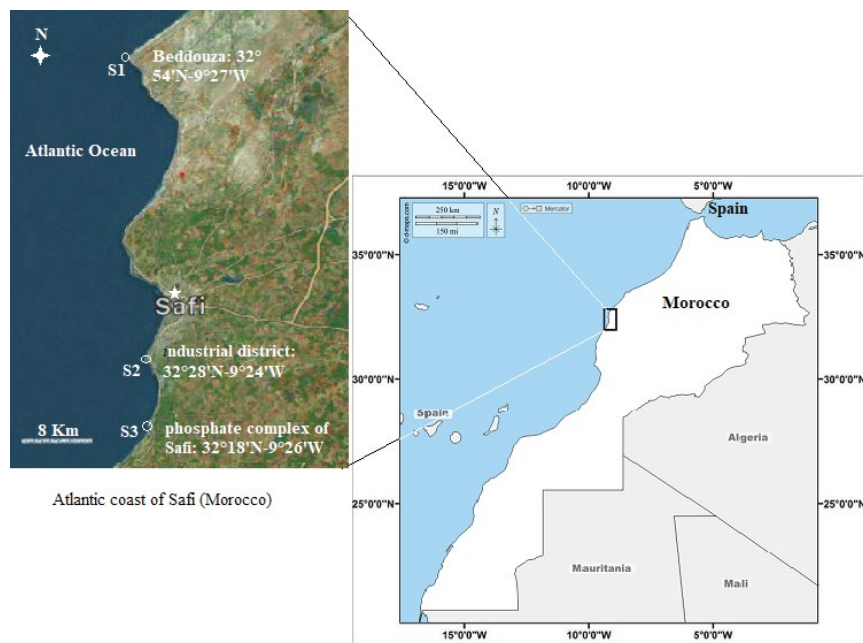 N
S1
Beddouza: 32°
54'N-9°27'W
Atlantic Ocean
Safi
industrial district:
S2
32°28'N-9°24'W
S3
phosphate complex of
Safi: 32°18'N-9°26'W
8 Km
Atlantic coast of Safi (Morocco)
15°0'0"W
10°0'0"W
5°0'0"W
© d-maps.com
250 km
150 mi
N
Mercator
Spain
35°0'0"N
35°0'0"N
Morocco
30°0'0"N
30°0'0"N
Spain
Algeria
25°0'0"N
25°0'0"N
Mauritania
Mali
15°0'0"W
10°0'0"W
5°0'0"W